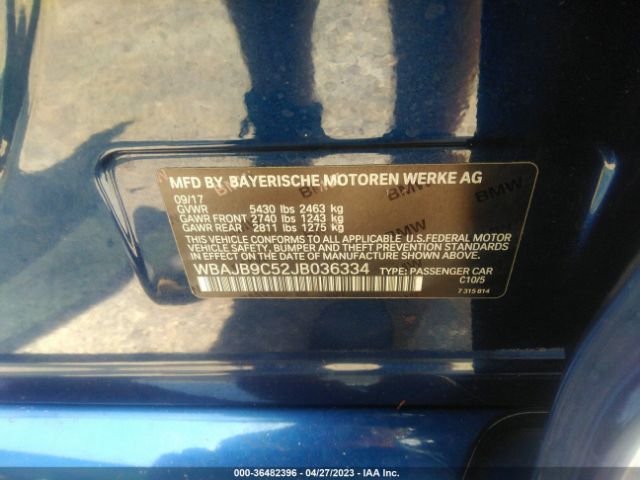 MFD BY BAYERISCHE MOTOREN WERKE AG
09/17
GVWR 5430 lbs 2463 kg
GAWR FRONT 2740 lbs 1243 kg
GAWR REAR 2811 lbs 1275 kg
THIS VEHICLE CONFORMS TO ALL APPLICABLE U.S. FEDERAL MOTOR
VEHICLE SAFETY, BUMPER, AND THEFT PREVENTION STANDARDS
IN EFFECT ON THE DATE OF MANUFACTURE SHOWN ABOVE.
WBAJB9C52JB036334 TYPE: PASSENGER CAR
C10/5
7 315 814
BMW
000-36482396 - 04/27/2023 - IAA Inc.